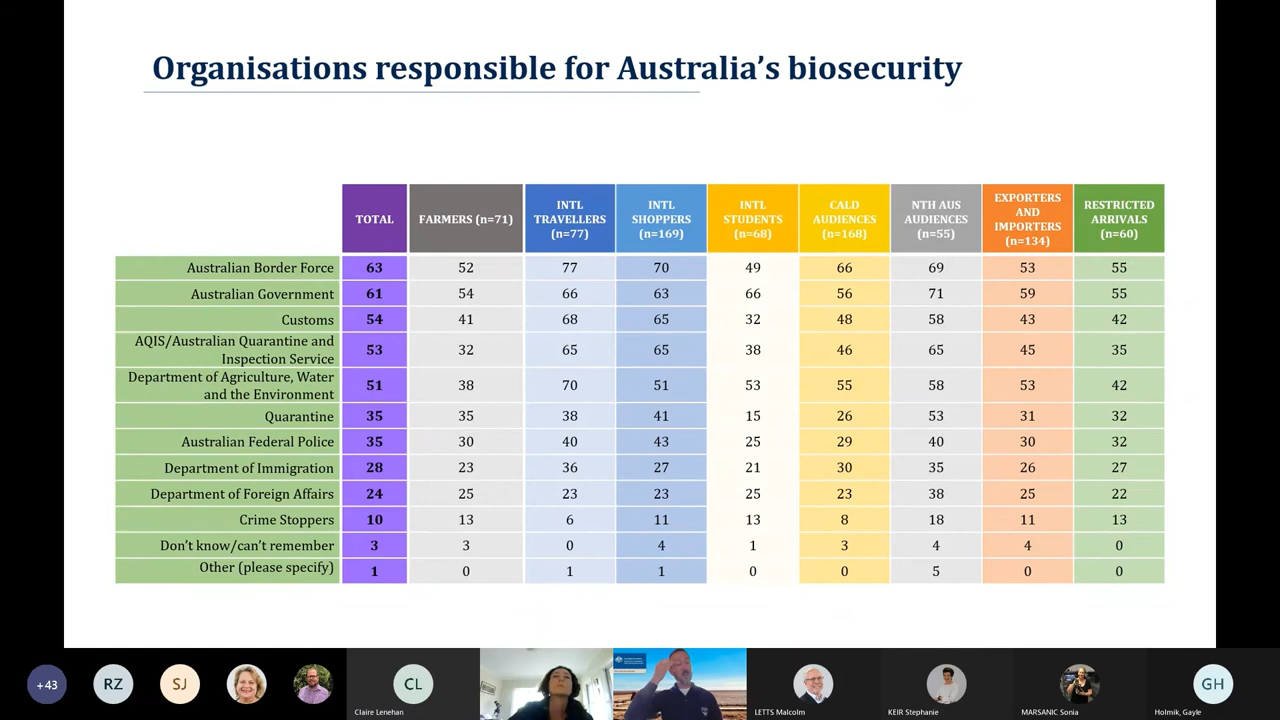 Organisations responsible for Australia's biosecurity
TOTAL
FARMERS (n=71)
INTL
TRAVELLERS
(n=77)
INTL
SHOPPERS
(n=169)
INTL
STUDENTS
(n=68)
CALD
AUDIENCES
(n=168)
NTH AUS
AUDIENCES
(n=55)
EXPORTERS
AND
IMPORTERS
(n=134)
RESTRICTED
ARRIVALS
(n=60)
Australian Border Force 63 52 77 70 49 66 69 53 55
Australian Government 61 54 66 63 66 56 71 59 55
Customs 54 41 68 65 32 48 58 43 42
AQIS/Australian Quarantine and
Inspection Service 53 32 65 65 38 46 65 45 35
Department of Agriculture, Water
and the Environment 51 38 70 51 53 55 58 53 42
Quarantine 35 35 38 41 15 26 53 31 32
Australian Federal Police 35 30 40 43 25 29 40 30 32
Department of Immigration 28 23 36 27 21 30 35 26 27
Department of Foreign Affairs 24 25 23 23 25 23 38 25 22
Crime Stoppers 10 13 6 11 13 8 18 11 13
Don't know/can't remember 3 3 0 4 1 3 4 4 0
Other (please specify) 1 0 1 1 0 0 5 0 0
+43
RZ
SJ
CL
Claire Lenehan
LETTS Malcolm
KEIR Stephanie
MARSANIC Sonia
GH
Holmik, Gayle